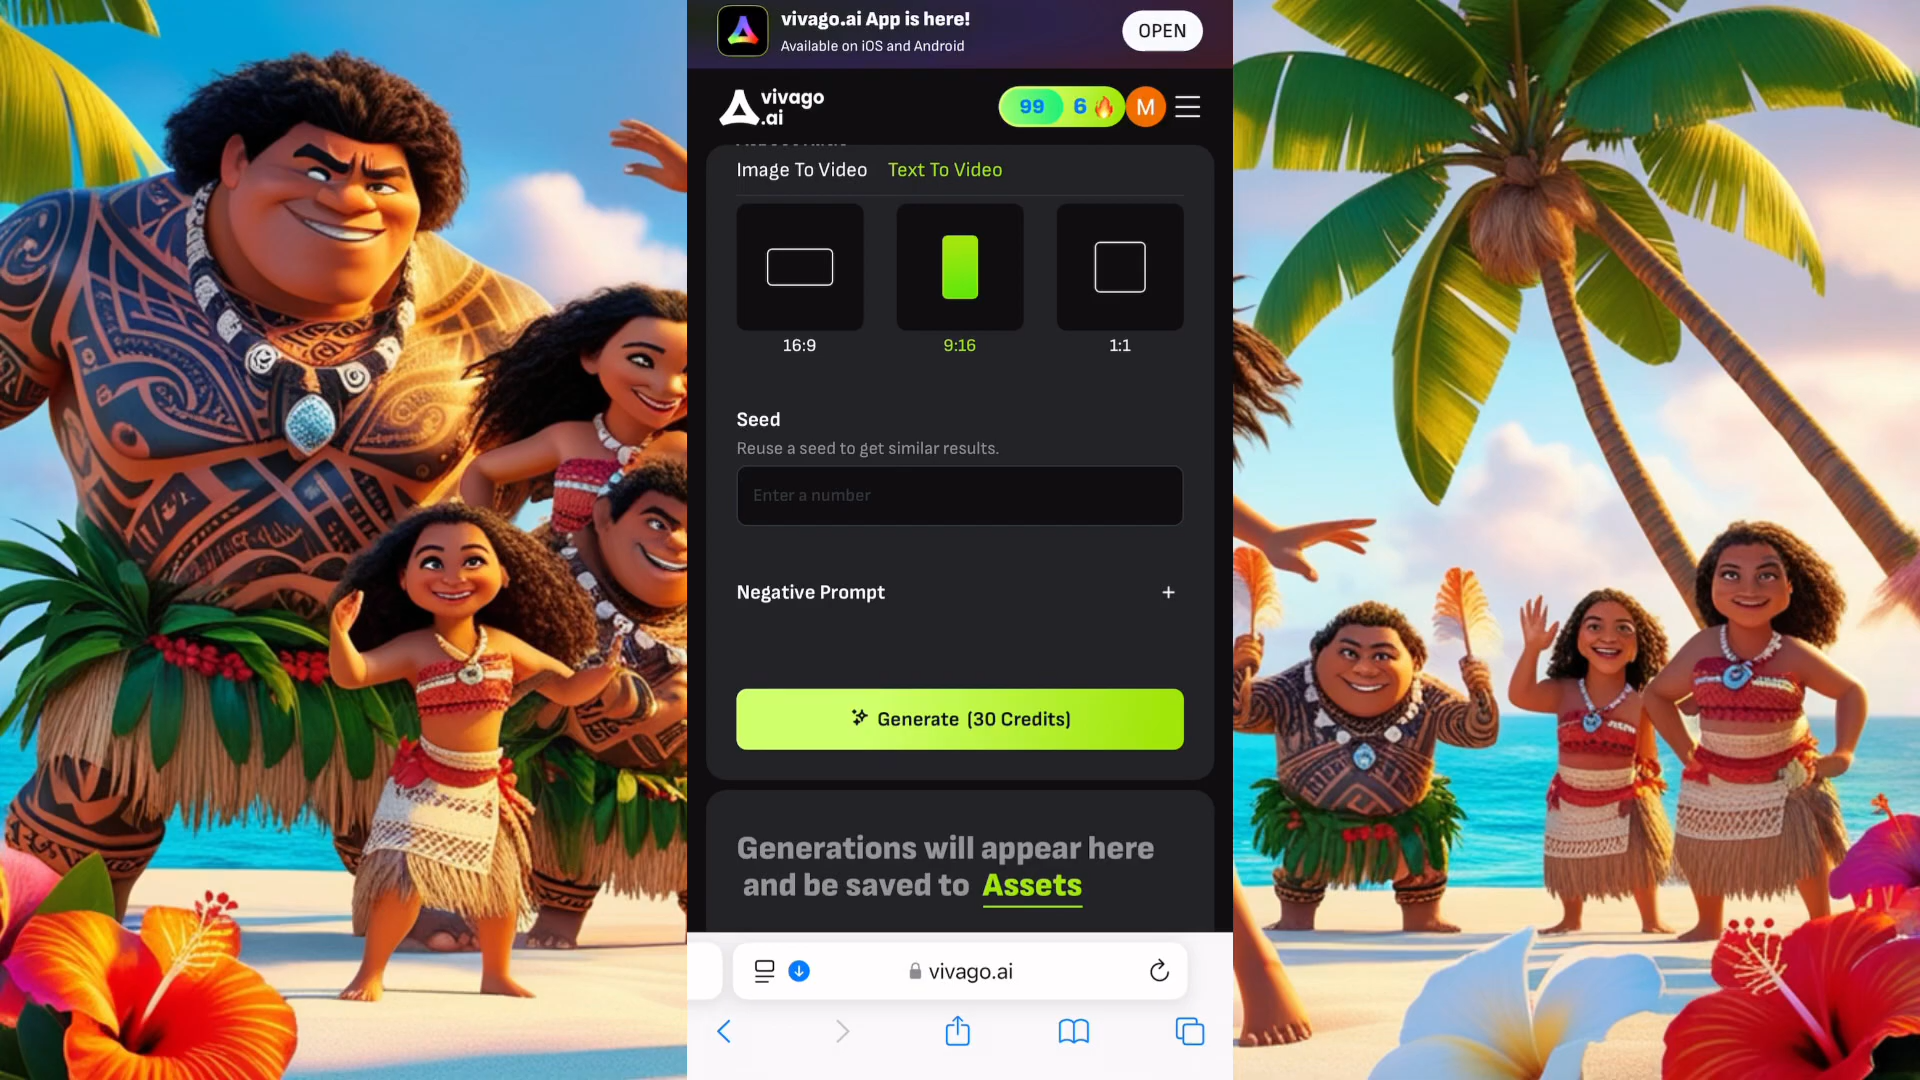 vivago.ai App is here!
Available on iOS and Android
OPEN
vivago
.ai
99 6
M
Image To Video Text To Video
16:9 9:16 1:1
Seed
Reuse a seed to get similar results.
Enter a number
Negative Prompt +
Generate (30 Credits)
Generations will appear here
and be saved to Assets
vivago.ai